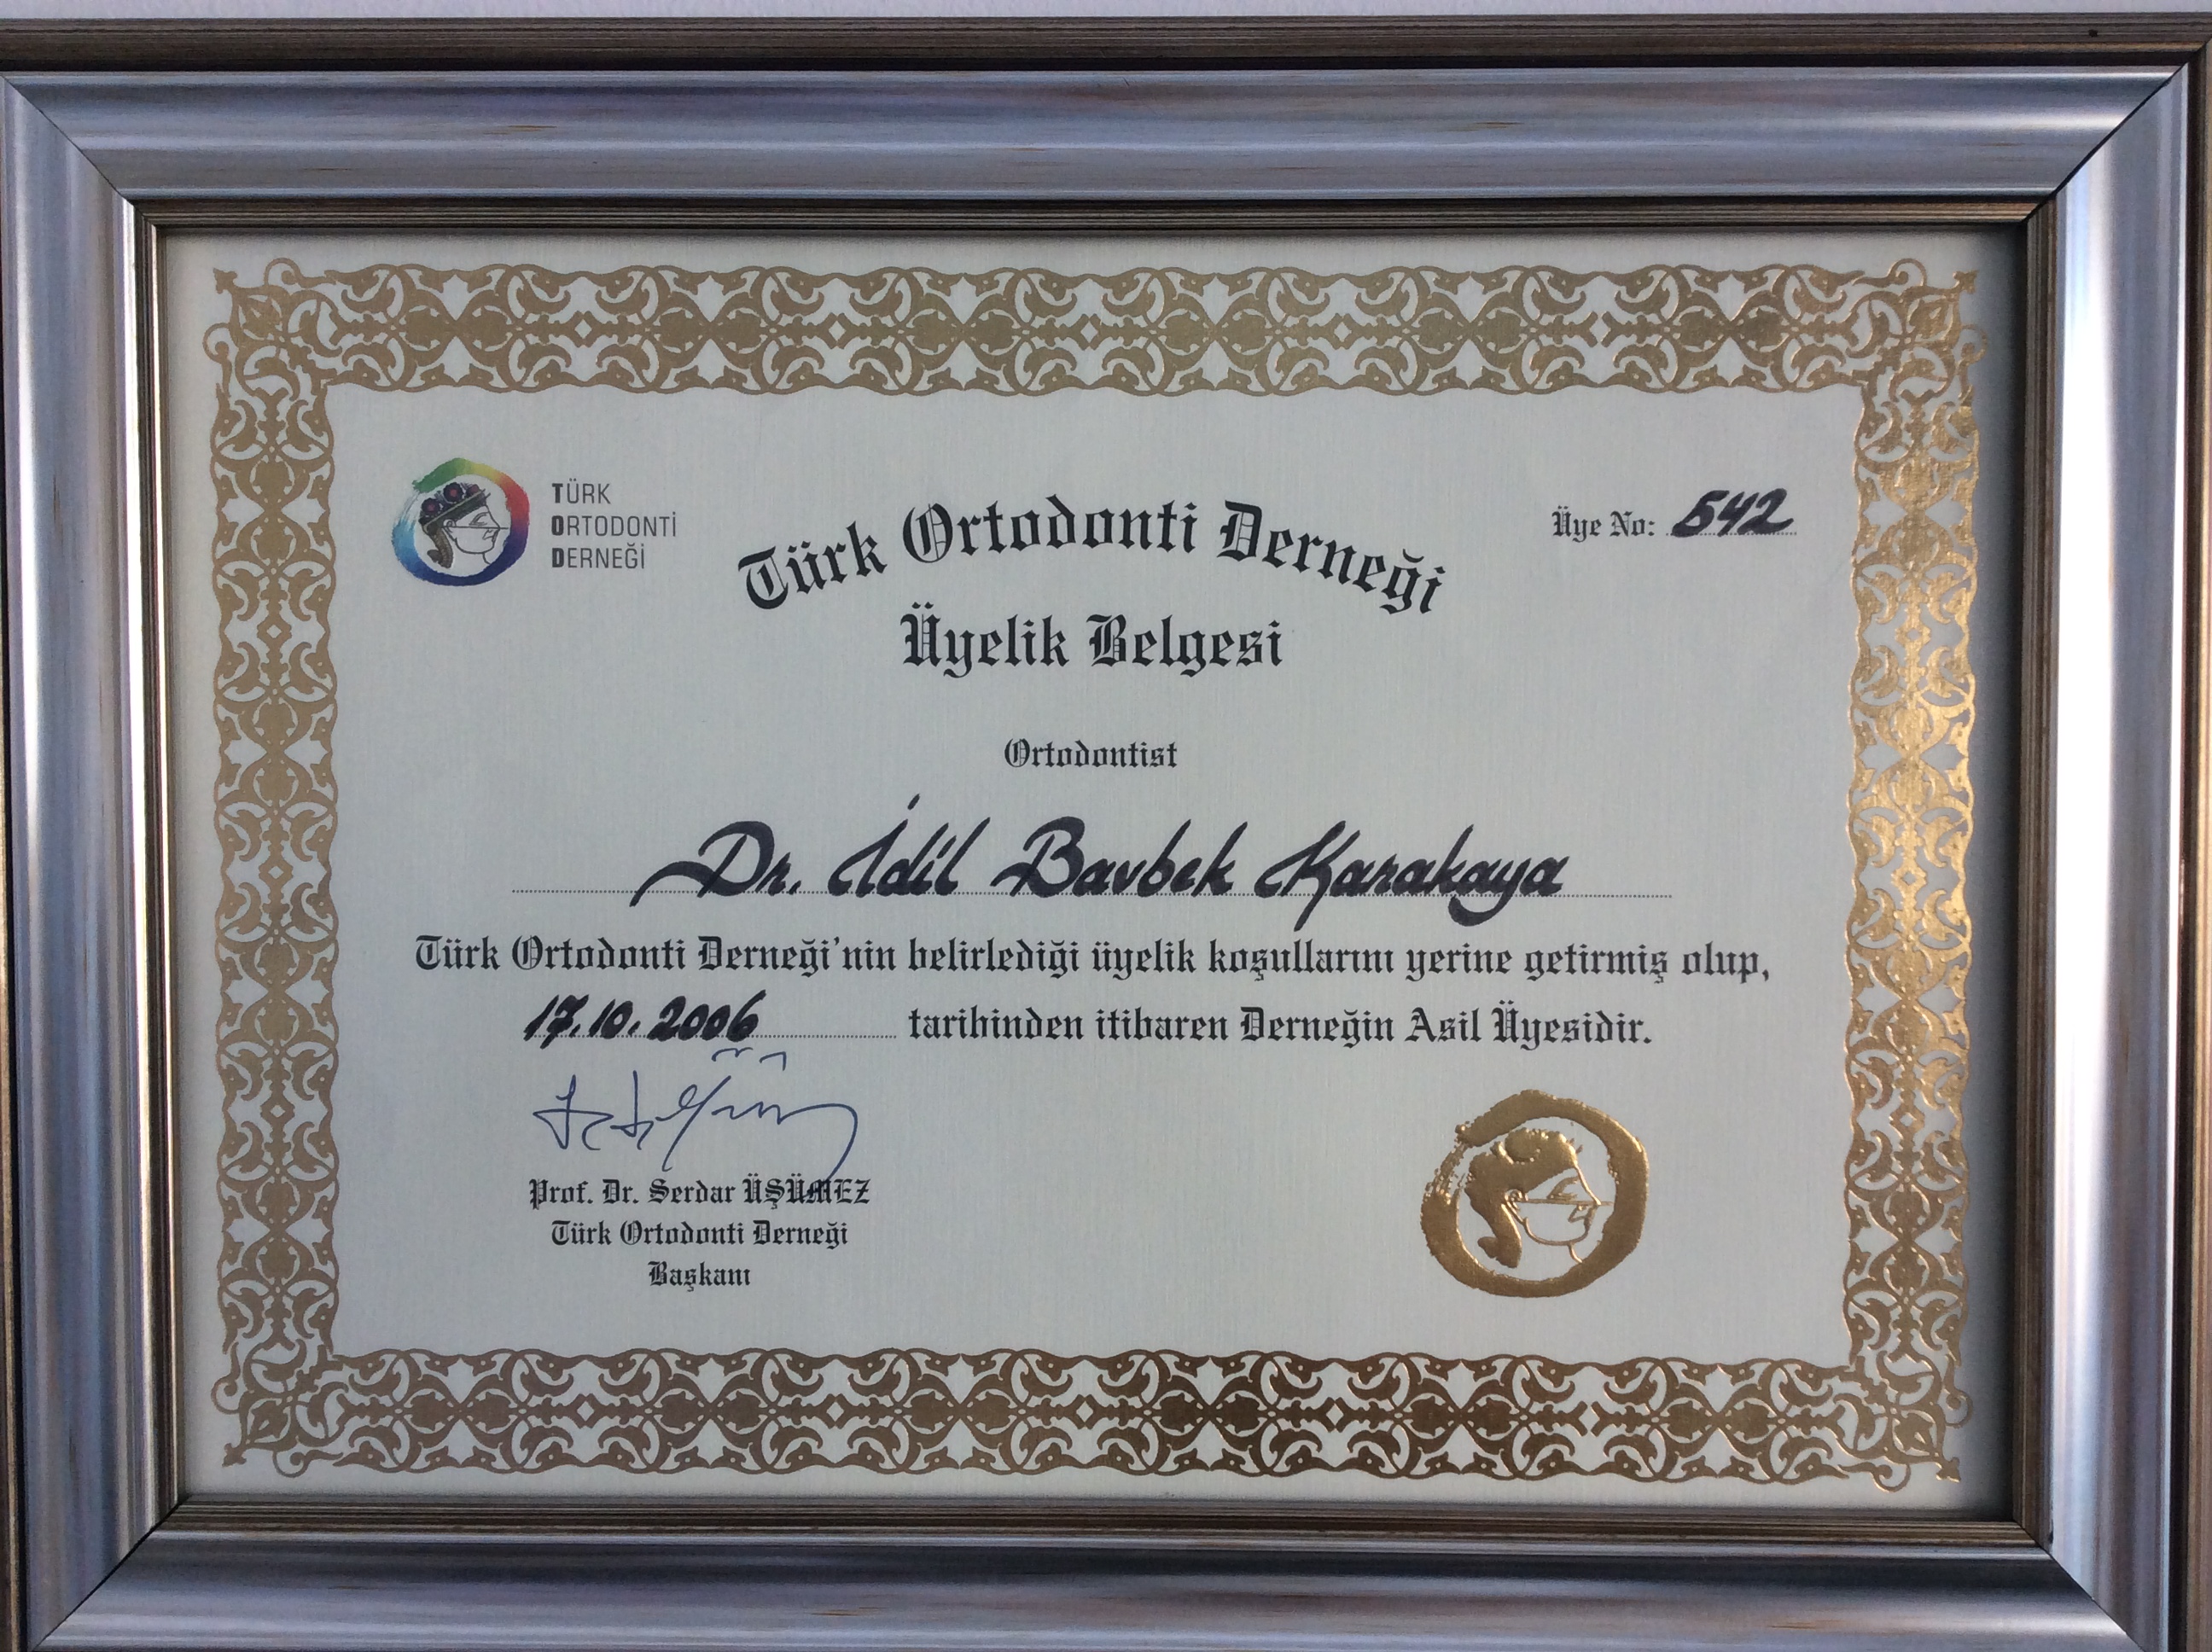 TÜRK
ORTODONTİ
DERNEĞİ
Türk Ortodonti Derneği
Üye No: 542
Üyelik Belgesi
Ortodontist
Dr. İdil Bavbek Karakaya
Türk Ortodonti Derneği'nin belirlediği üyelik koşullarını yerine getirmiş olup,
17.10.2006 tarihinden itibaren Derneğin Asil Üyesidir.
Prof. Dr. Serdar ÜŞÜMEZ
Türk Ortodonti Derneği
Başkanı